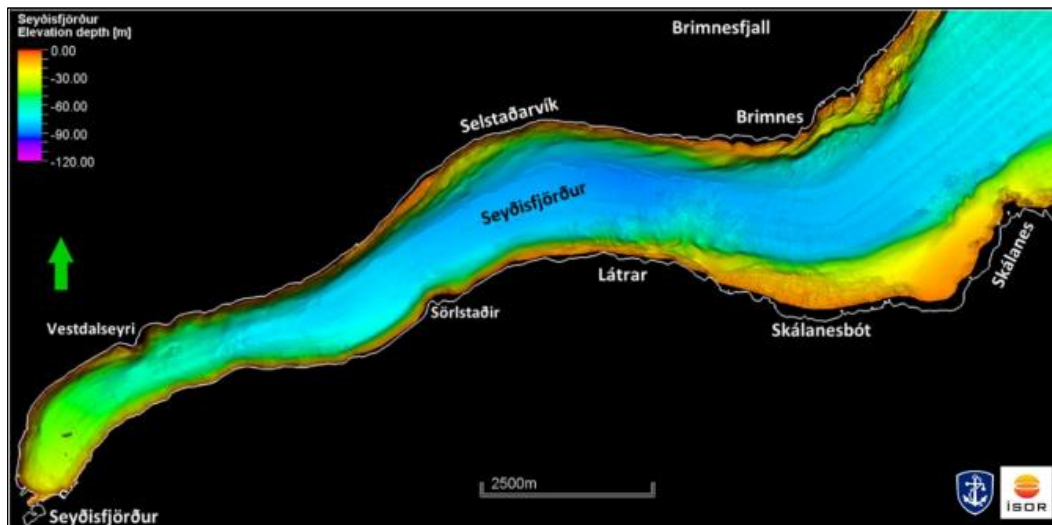 Seyðisfjörður
Elevation depth [m]
0.00
-30.00
-60.00
-90.00
-120.00
Brimnesfjall
Selstaðarvík
Brimnes
Seyðisfjörður
Skálanes
Látrar
Sörlstaðir
Vestdalseyri
Skálanesbót
2500m
Seyðisfjörður
ÍSOR